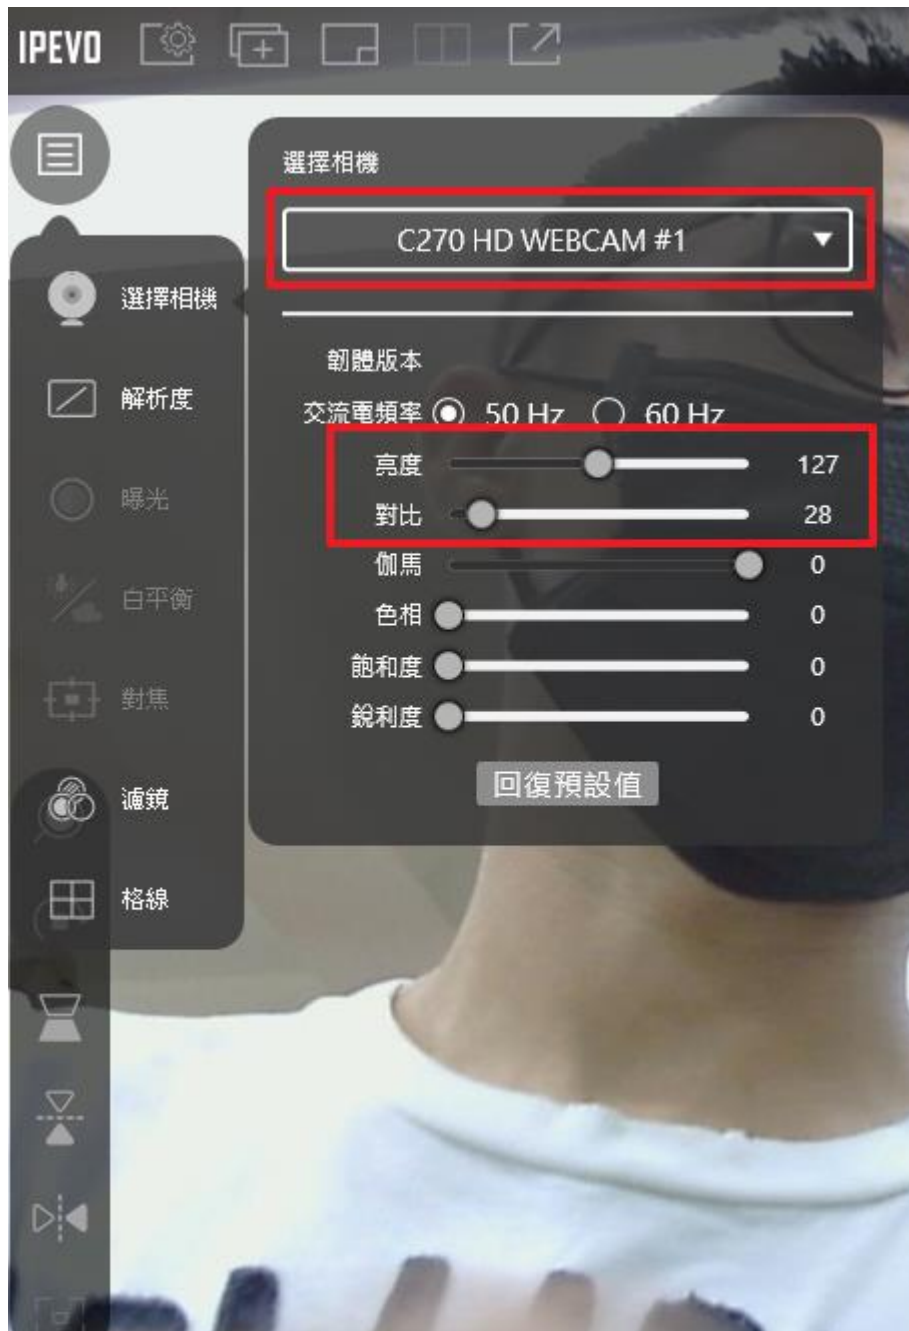 IPEVO
選擇相機
C270 HD WEBCAM #1
選擇相機
韌體版本
解析度
交流電頻率 50 Hz 60 Hz
亮度 127
曝光
對比 28
伽馬 0
白平衡
色相 0
飽和度 0
對焦
銳利度 0
回復預設值
濾鏡
格線